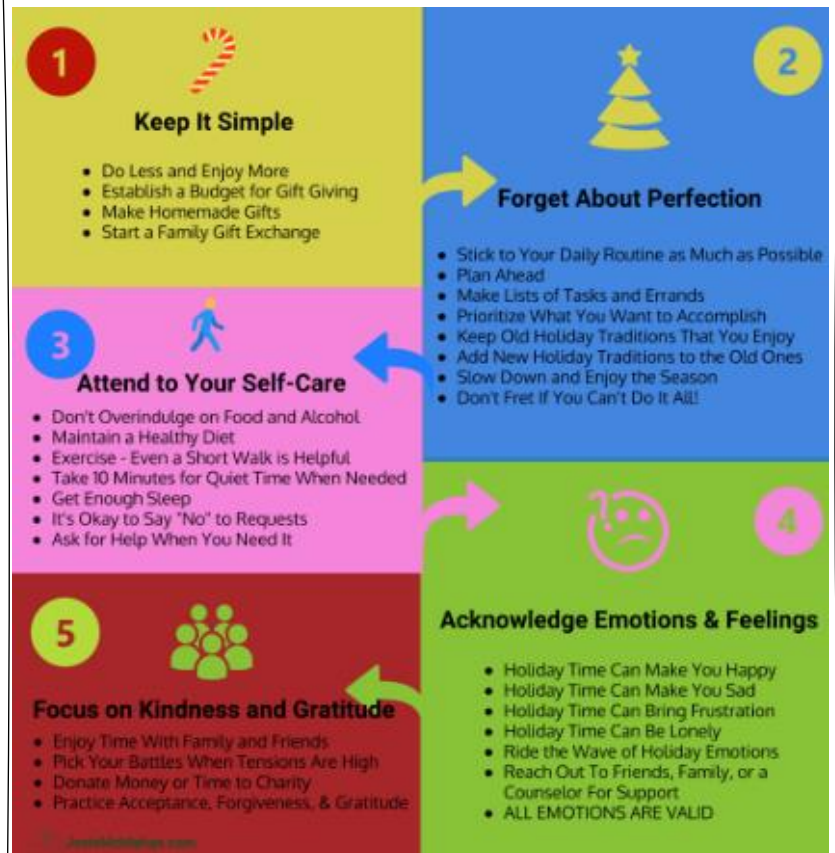 1
Keep It Simple
• Do Less and Enjoy More
• Establish a Budget for Gift Giving
• Make Homemade Gifts
• Start a Family Gift Exchange
2
Forget About Perfection
• Stick to Your Daily Routine as Much as Possible
• Plan Ahead
• Make Lists of Tasks and Errands
• Prioritize What You Want to Accomplish
• Keep Old Holiday Traditions That You Enjoy
• Add New Holiday Traditions to the Old Ones
• Slow Down and Enjoy the Season
• Don't Fret If You Can't Do It All!
3
Attend to Your Self-Care
• Don't Overindulge on Food and Alcohol
• Maintain a Healthy Diet
• Exercise - Even a Short Walk is Helpful
• Take 10 Minutes for Quiet Time When Needed
• Get Enough Sleep
• It's Okay to Say "No" to Requests
• Ask for Help When You Need It
4
Acknowledge Emotions & Feelings
• Holiday Time Can Make You Happy
• Holiday Time Can Make You Sad
• Holiday Time Can Bring Frustration
• Holiday Time Can Be Lonely
• Ride the Wave of Holiday Emotions
• Reach Out To Friends, Family, or a
Counselor For Support
• ALL EMOTIONS ARE VALID
5
Focus on Kindness and Gratitude
• Enjoy Time With Family and Friends
• Pick Your Battles When Tensions Are High
• Donate Money or Time to Charity
• Practice Acceptance, Forgiveness, & Gratitude